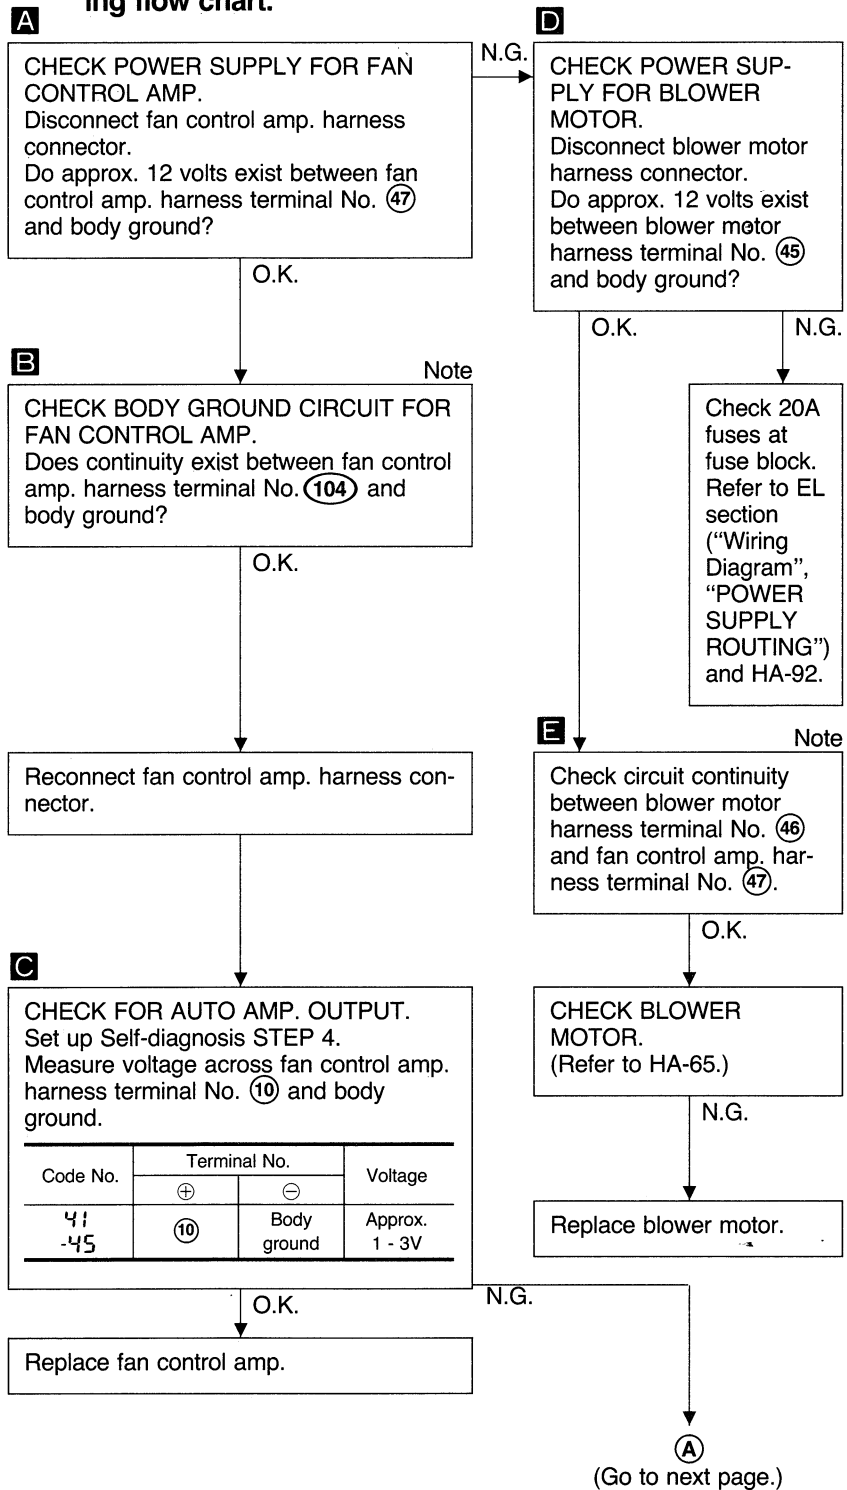 ing flow chart.
A
CHECK POWER SUPPLY FOR FAN
CONTROL AMP.
Disconnect fan control amp. harness
connector.
Do approx. 12 volts exist between fan
control amp. harness terminal No. 47
and body ground?
N.G.
O.K.
D
CHECK POWER SUP-
PLY FOR BLOWER
MOTOR.
Disconnect blower motor
harness connector.
Do approx. 12 volts exist
between blower motor
harness terminal No. 45
and body ground?
O.K.
N.G.
B
Note
CHECK BODY GROUND CIRCUIT FOR
FAN CONTROL AMP.
Does continuity exist between fan control
amp. harness terminal No. 104 and
body ground?
O.K.
Check 20A
fuses at
fuse block.
Refer to EL
section
(“Wiring
Diagram”,
“POWER
SUPPLY
ROUTING”)
and HA-92.
Reconnect fan control amp. harness con-
nector.
E
Note
Check circuit continuity
between blower motor
harness terminal No. 46
and fan control amp. har-
ness terminal No. 47.
O.K.
C
CHECK FOR AUTO AMP. OUTPUT.
Set up Self-diagnosis STEP 4.
Measure voltage across fan control amp.
harness terminal No. 10 and body
ground.
Code No. Terminal No. Voltage
⊕ ⊖
41 10 Body Approx.
-45 ground 1 - 3V
O.K.
N.G.
CHECK BLOWER
MOTOR.
(Refer to HA-65.)
N.G.
Replace blower motor.
Replace fan control amp.
A
(Go to next page.)